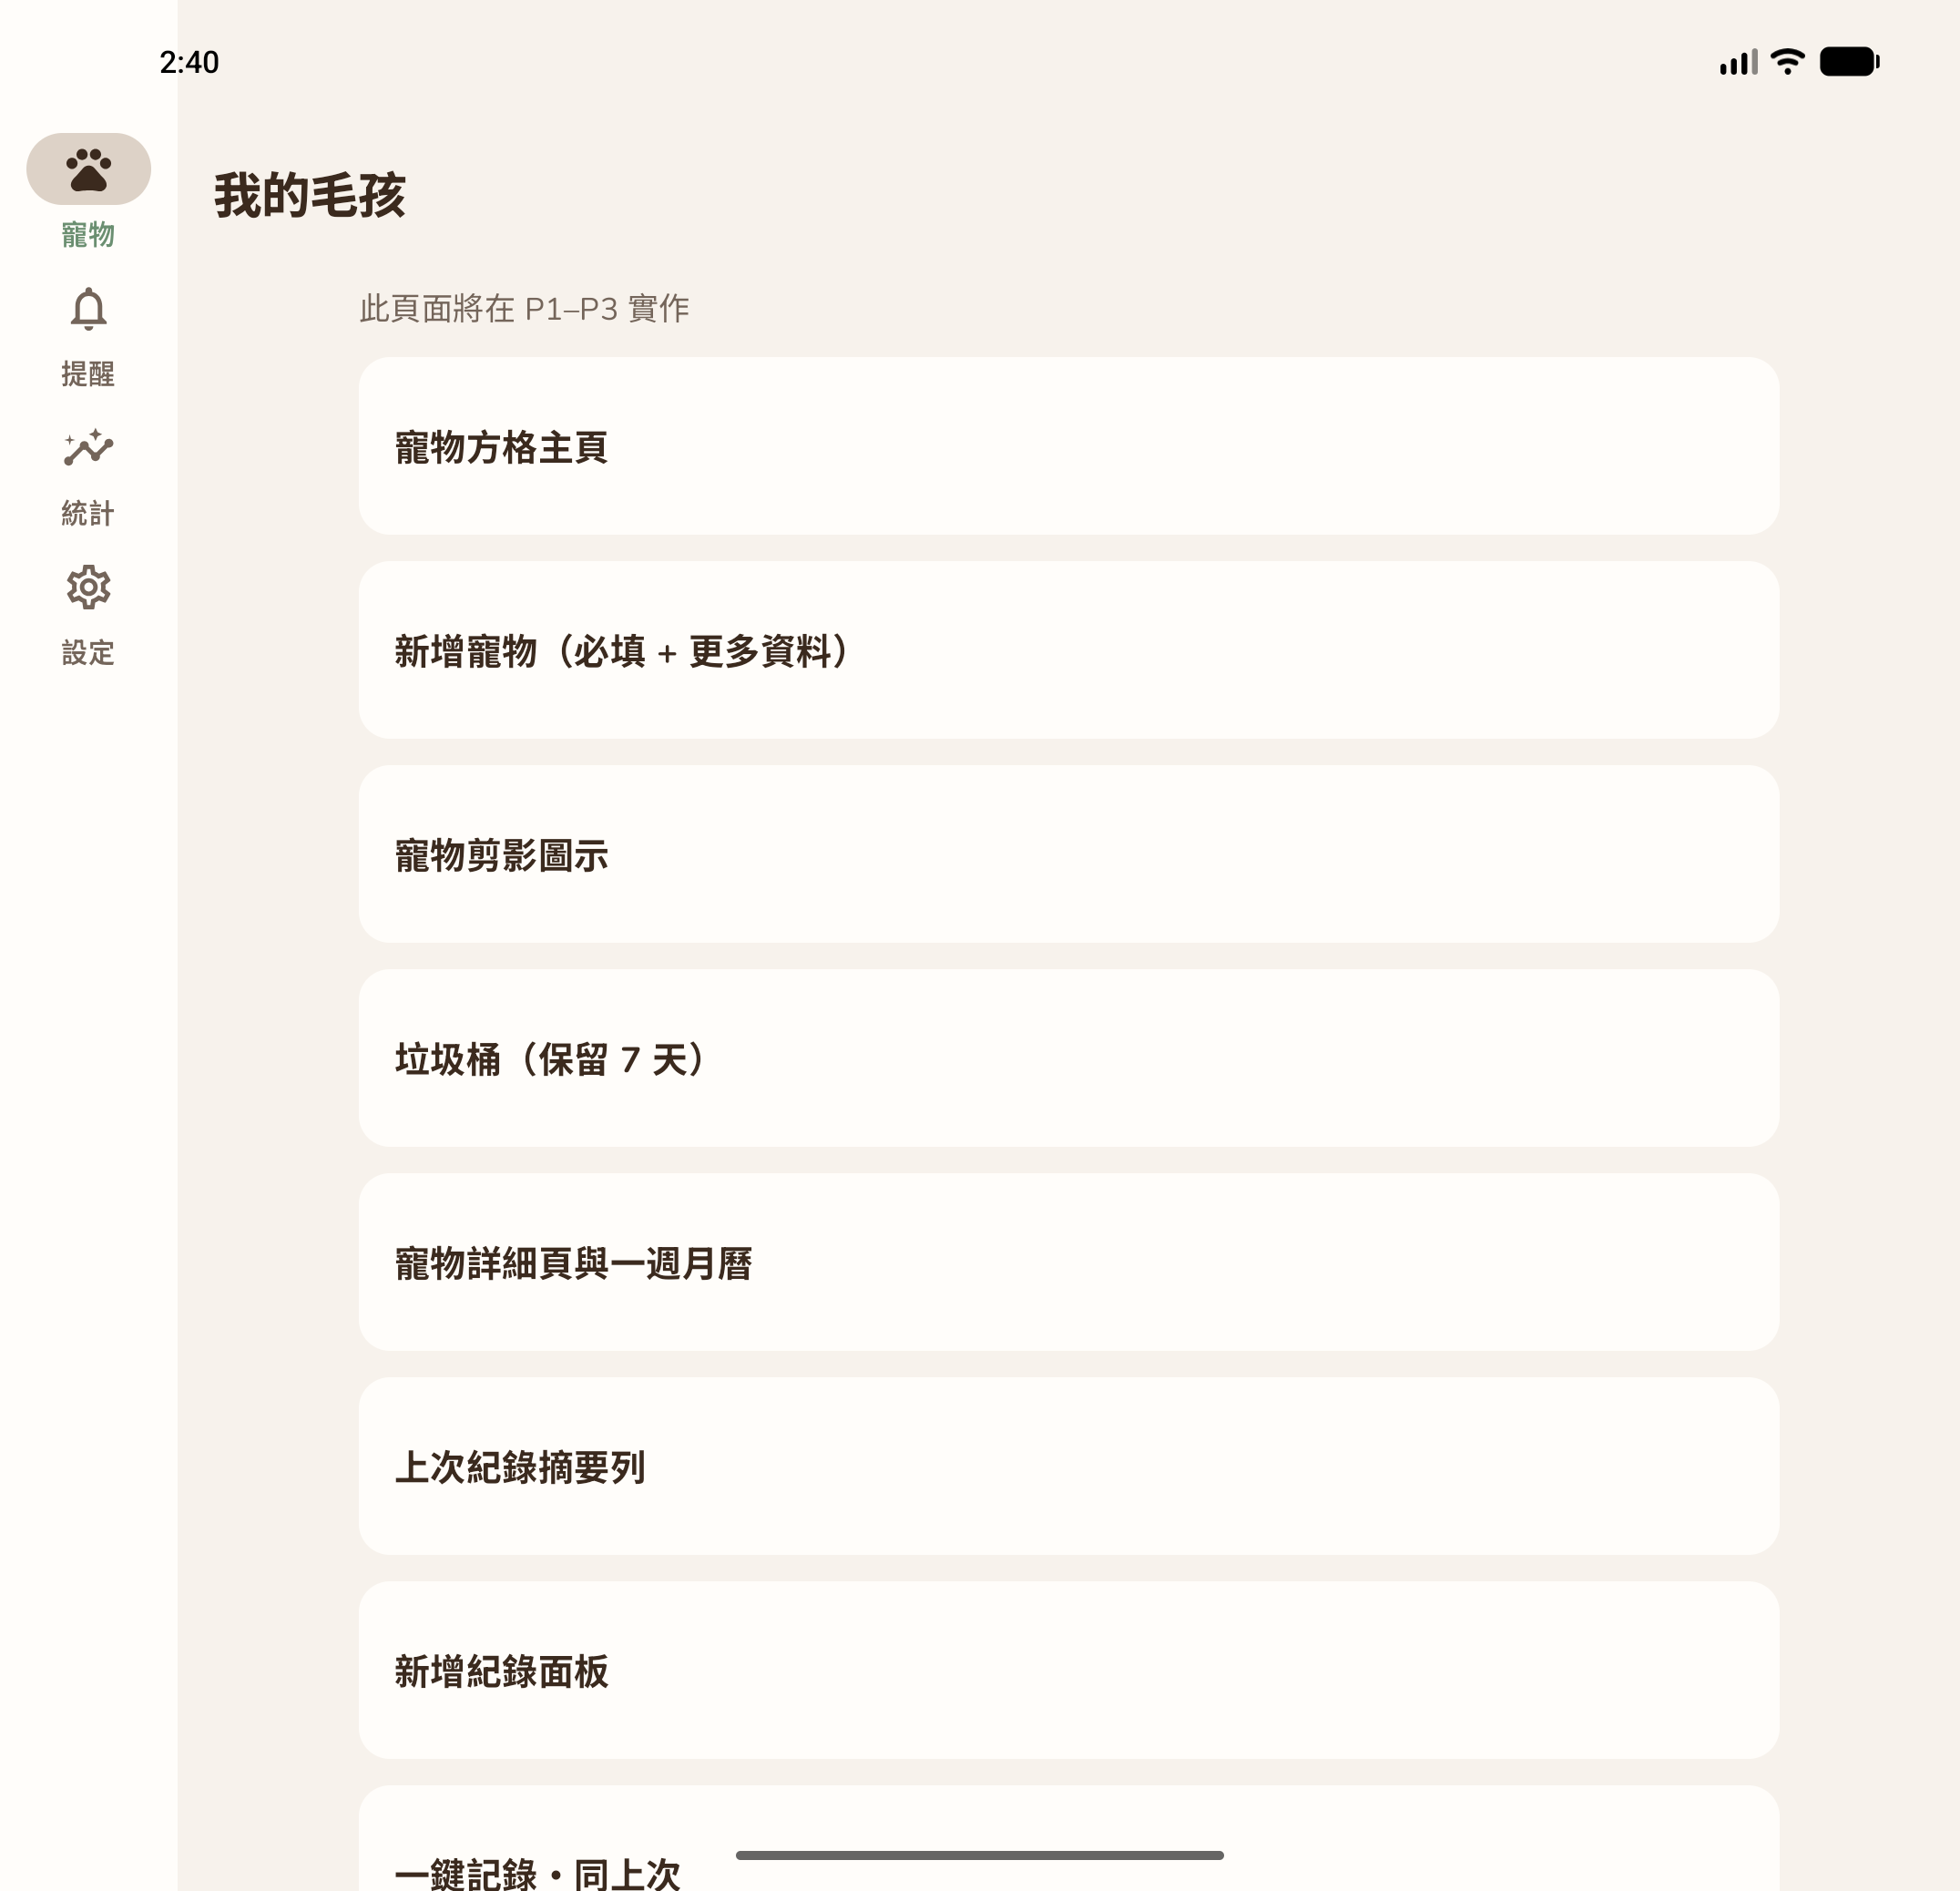 2:40
寵物
提醒
統計
設定
我的毛孩
此頁面將在 P1–P3 實作
寵物方格主頁
新增寵物（必填 + 更多資料）
寵物剪影圖示
垃圾桶（保留 7 天）
寵物詳細頁與一週月曆
上次紀錄摘要列
新增紀錄面板
一鍵記錄・同上次